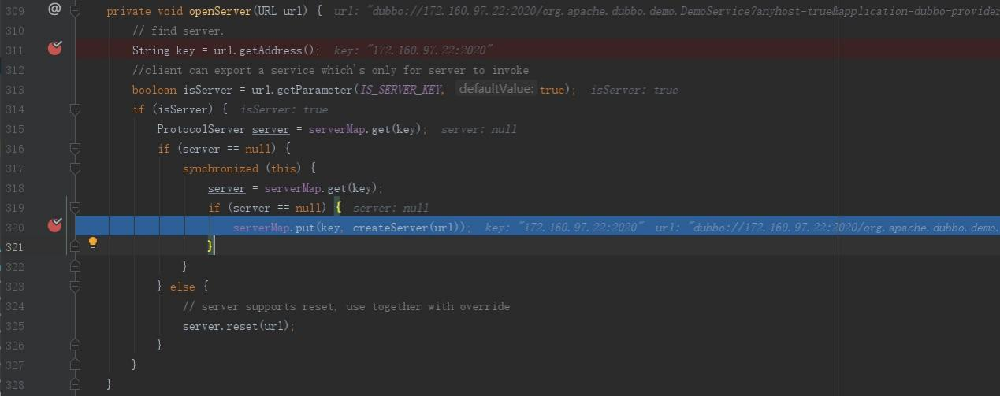 309 @ private void openServer(URL url) { url: "dubbo://172.160.97.22:2020/org.apache.dubbo.demo.DemoService?anyhost=true&application=dubbo-provider
310 // find server.
311 String key = url.getAddress(); key: "172.160.97.22:2020"
312 //client can export a service which's only for server to invoke
313 boolean isServer = url.getParameter(IS_SERVER_KEY, defaultValue: true); isServer: true
314 if (isServer) { isServer: true
315 ProtocolServer server = serverMap.get(key); server: null
316 if (server == null) {
317 synchronized (this) {
318 server = serverMap.get(key);
319 if (server == null) { server: null
320 serverMap.put(key, createServer(url)); key: "172.160.97.22:2020" url: "dubbo://172.160.97.22:2020/org.apache.dubbo.demo.
321 }
322 }
323 } else {
324 // server supports reset, use together with override
325 server.reset(url);
326 }
327 }
328 }